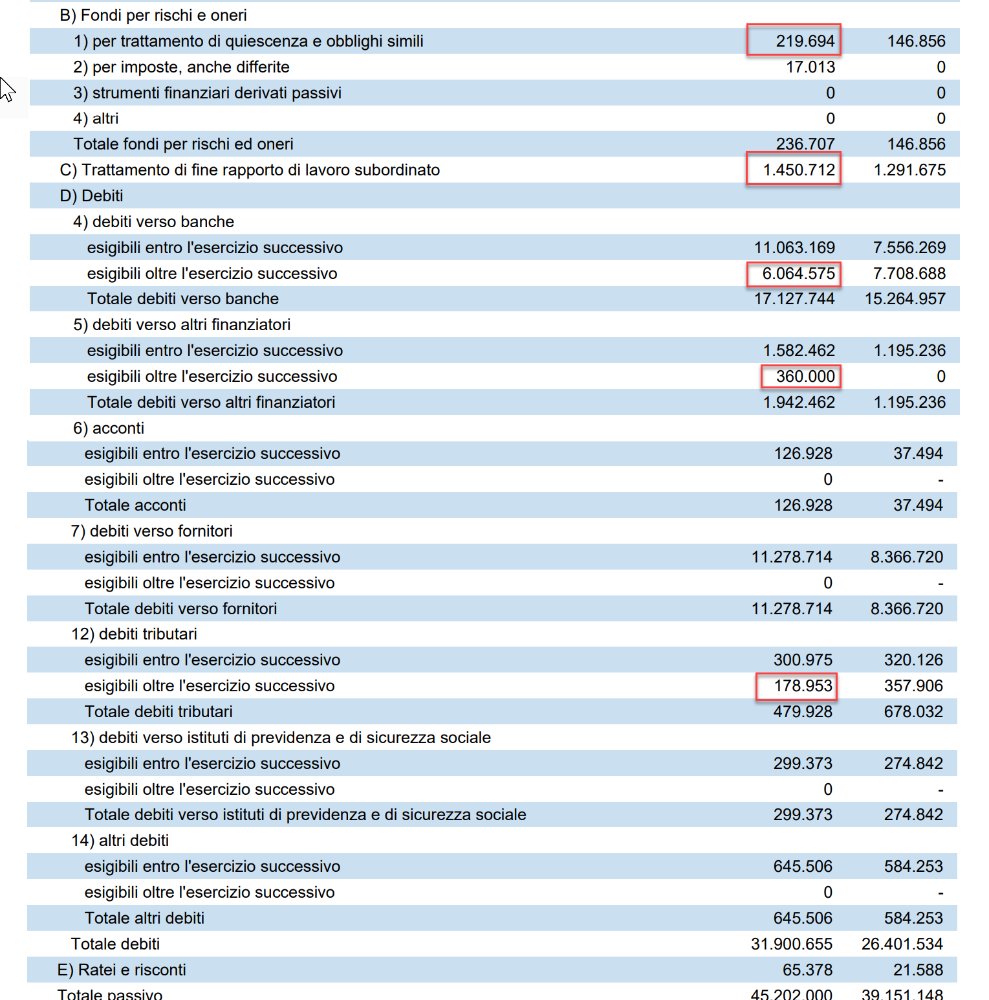 B) Fondi per rischi e oneri
1) per trattamento di quiescenza e obblighi simili 219.694 146.856
2) per imposte, anche differite 17.013 0
3) strumenti finanziari derivati passivi 0 0
4) altri 0 0
Totale fondi per rischi ed oneri 236.707 146.856
C) Trattamento di fine rapporto di lavoro subordinato 1.450.712 1.291.675
D) Debiti
4) debiti verso banche
esigibili entro l'esercizio successivo 11.063.169 7.556.269
esigibili oltre l'esercizio successivo 6.064.575 7.708.688
Totale debiti verso banche 17.127.744 15.264.957
5) debiti verso altri finanziatori
esigibili entro l'esercizio successivo 1.582.462 1.195.236
esigibili oltre l'esercizio successivo 360.000 0
Totale debiti verso altri finanziatori 1.942.462 1.195.236
6) acconti
esigibili entro l'esercizio successivo 126.928 37.494
esigibili oltre l'esercizio successivo 0 -
Totale acconti 126.928 37.494
7) debiti verso fornitori
esigibili entro l'esercizio successivo 11.278.714 8.366.720
esigibili oltre l'esercizio successivo 0 -
Totale debiti verso fornitori 11.278.714 8.366.720
12) debiti tributari
esigibili entro l'esercizio successivo 300.975 320.126
esigibili oltre l'esercizio successivo 178.953 357.906
Totale debiti tributari 479.928 678.032
13) debiti verso istituti di previdenza e di sicurezza sociale
esigibili entro l'esercizio successivo 299.373 274.842
esigibili oltre l'esercizio successivo 0 -
Totale debiti verso istituti di previdenza e di sicurezza sociale 299.373 274.842
14) altri debiti
esigibili entro l'esercizio successivo 645.506 584.253
esigibili oltre l'esercizio successivo 0 -
Totale altri debiti 645.506 584.253
Totale debiti 31.900.655 26.401.534
E) Ratei e risconti 65.378 21.588
Totale passivo 45.202.000 39.151.148